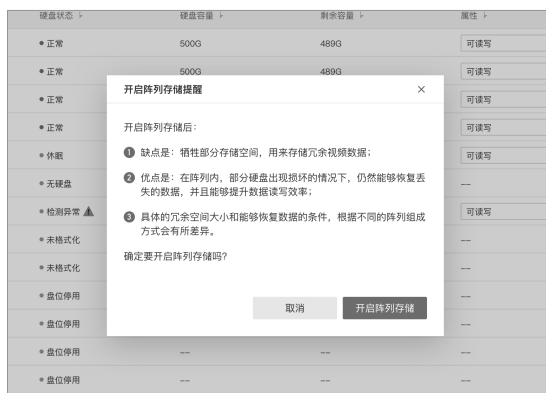 硬盘状态 硬盘容量 剩余容量 属性
正常 500G 489G 可读写
正常 500G 489G 可读写
正常 可读写
正常 可读写
休眠 可读写
无硬盘 --
检测异常 可读写
未格式化 --
未格式化 --
盘位停用 --
盘位停用 --
盘位停用 -- -- --
盘位停用 -- -- --
开启阵列存储提醒 ×
开启阵列存储后：
1 缺点是：牺牲部分存储空间，用来存储冗余视频数据；
2 优点是：在阵列内，部分硬盘出现损坏的情况下，仍然能够恢复丢
失的数据，并且能够提升数据读写效率；
3 具体的冗余空间大小和能够恢复数据的条件，根据不同的阵列组成
方式会有所差异。
确定要开启阵列存储吗？
取消 开启阵列存储